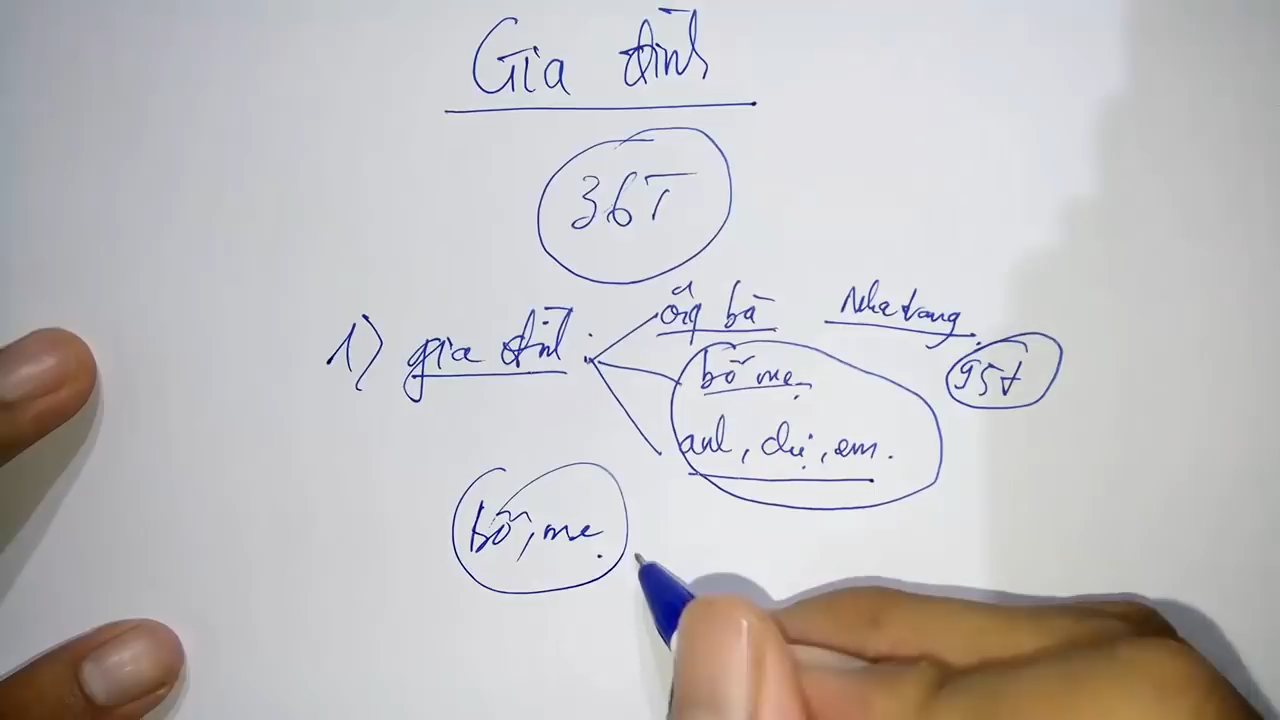 Gia đình
36T
1) gia đình: ông bà Nha trang
bố mẹ 95t
anh, chị, em.
bố, mẹ